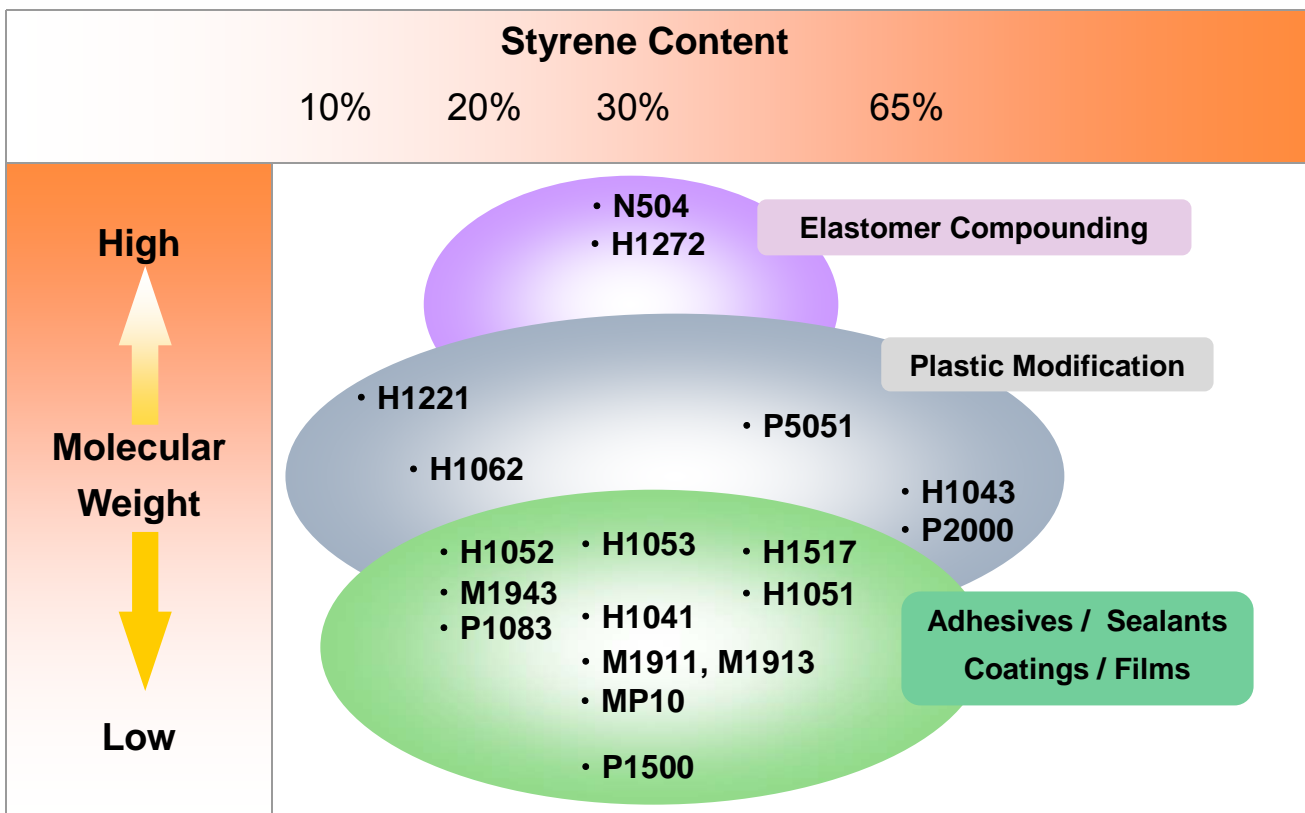 Styrene Content
10% 20% 30% 65%
High
Molecular
Weight
Low
・N504
・H1272
Elastomer Compounding
Plastic Modification
・H1221
・P5051
・H1062
・H1043
・P2000
・H1052
・M1943
・P1083
・H1053
・H1041
・M1911, M1913
・MP10
・P1500
・H1517
・H1051
Adhesives / Sealants
Coatings / Films